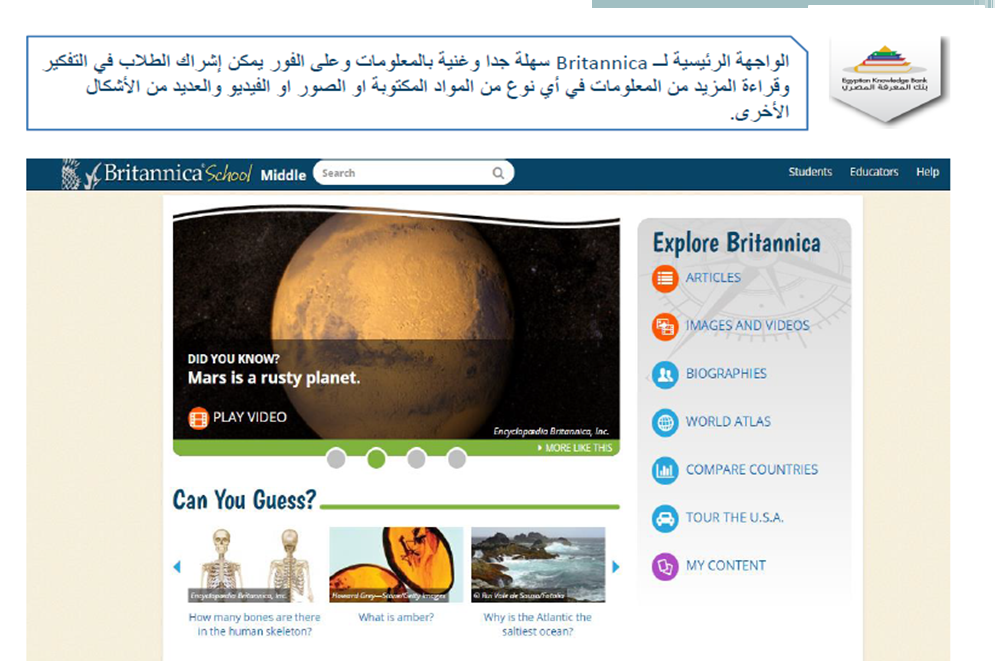 الواجهة الرئيسية لـ Britannica سهلة جدا وغنية بالمعلومات وعلى الفور يمكن إشراك الطلاب في التفكير
وقراءة المزيد من المعلومات في أي نوع من المواد المكتوبة او الصور او الفيديو والعديد من الأشكال
الأخرى.
Egyptian Knowledge Bank
بنك المعرفة المصري
Britannica School Middle
Search
Students Educators Help
DID YOU KNOW?
Mars is a rusty planet.
PLAY VIDEO
Encyclopædia Britannica, Inc.
MORE LIKE THIS
Explore Britannica
ARTICLES
IMAGES AND VIDEOS
BIOGRAPHIES
WORLD ATLAS
COMPARE COUNTRIES
TOUR THE U.S.A.
MY CONTENT
Can You Guess?
Encyclopædia Britannica, Inc.
Howard Grey—Stone/Getty Images
© Rui Vale de Sousa/Fotolia
How many bones are there
in the human skeleton?
What is amber?
Why is the Atlantic the
saltiest ocean?